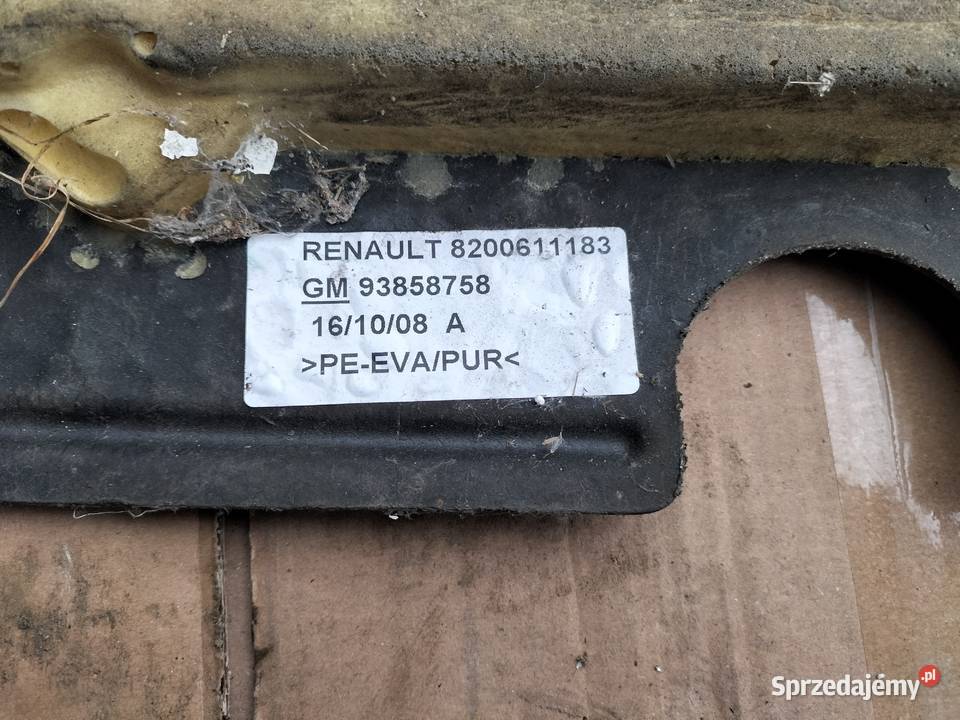 RENAULT 8200611183
GM 93858758
16/10/08 A
>PE-EVA/PUR<
Sprzedajemy.pl